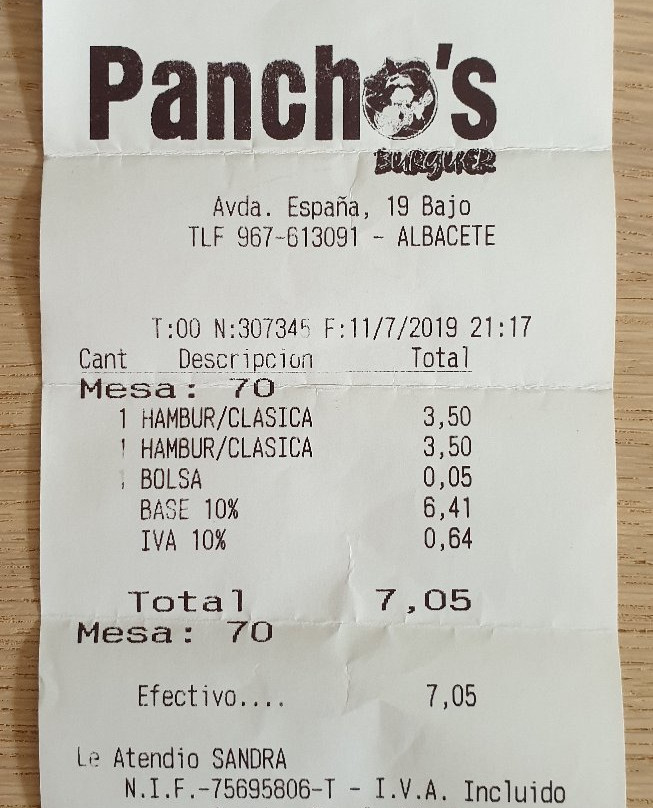 Pancho's
BURGUER
Avda. España, 19 Bajo
TLF 967-613091 - ALBACETE
T:00 N:307345 F:11/7/2019 21:17
Cant Descripcion Total
Mesa: 70
1 HAMBUR/CLASICA 3,50
1 HAMBUR/CLASICA 3,50
1 BOLSA 0,05
BASE 10% 6,41
IVA 10% 0,64
Total 7,05
Mesa: 70
Efectivo.... 7,05
Le Atendio SANDRA
N.I.F.-75695806-T - I.V.A. Incluido